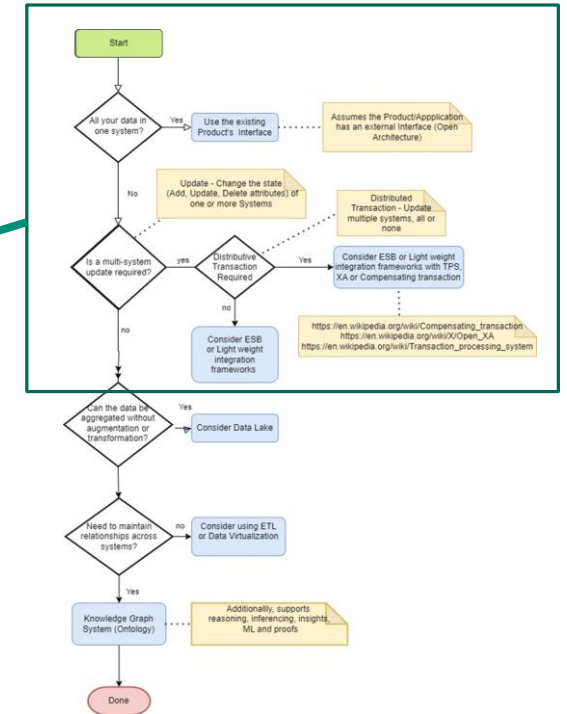 Start
All your data in
one system?
Yes
Use the existing
Product's Interface
Assumes the Product/Appplication
has an external Interface (Open
Architecture)
No
Update - Change the state
(Add, Update, Delete attributes) of
one or more Systems
Distributed
Transaction - Update
multiple systems, all or
none
Is a multi-system
update required?
yes
Distributive
Transaction
Required
Yes
Consider ESB or Light weight
integration frameworks with TPS,
XA or Compensating transaction
no
no
Consider ESB
or Light weight
integration
frameworks
https://en.wikipedia.org/wiki/Compensating_transaction
https://en.wikipedia.org/wiki/X/Open_XA
https://en.wikipedia.org/wiki/Transaction_processing_system
Can the data be
aggregated without
augmentation or
transformation?
Yes
Consider Data Lake
Need to maintain
relationships across
systems?
no
Consider using ETL
or Data Virtualization
Yes
Knowledge Graph
System (Ontology)
Additionallly, supports
reasoning, inferencing, insights,
ML and proofs
Done